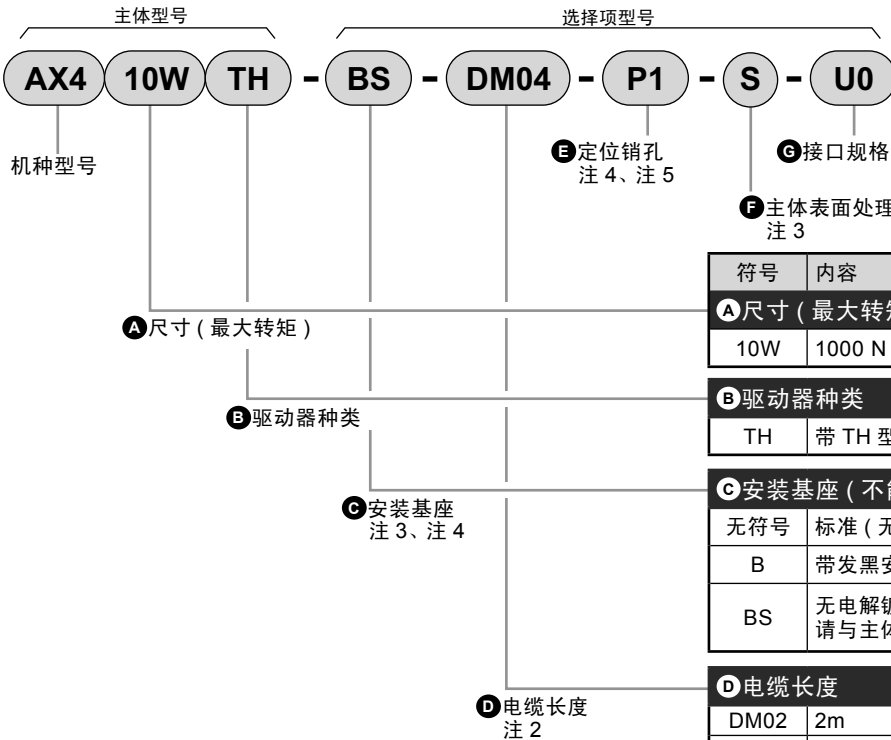 主体型号
选择项型号
AX4 10W TH - BS - DM04 - P1 - S - U0
机种型号
E定位销孔
注 4、注 5
G接口规格
F主体表面处理
注 3
A尺寸 ( 最大转矩 )
B驱动器种类
C安装基座
注 3、注 4
D电缆长度
注 2
符号 内容
A尺寸 ( 最大转
10W 1000 N
B驱动器种类
TH 带 TH 型
C安装基座 ( 不
无符号 标准 ( 无
B 带发黑安
BS 无电解镀
请与主体
D电缆长度
DM02 2m